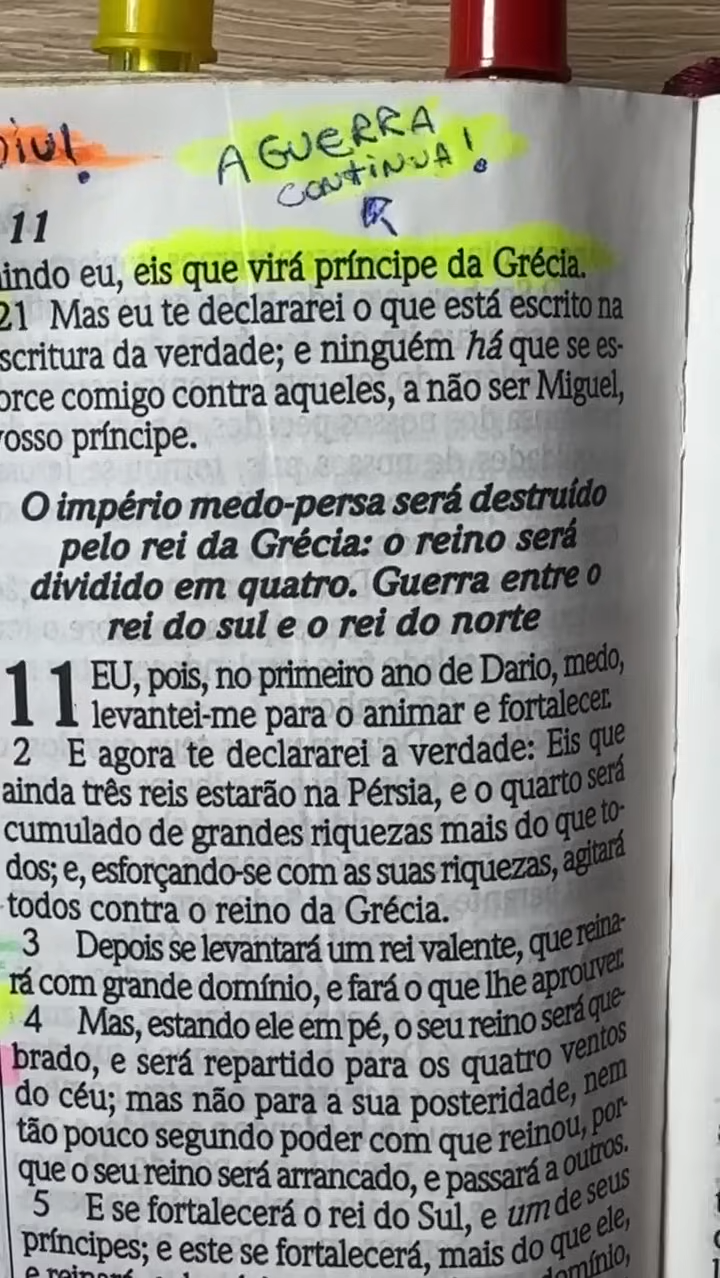 A GUERRA
CONTINUA!
11
indo eu, eis que virá príncipe da Grécia.
21 Mas eu te declararei o que está escrito na
scritura da verdade; e ninguém há que se es-
orce comigo contra aqueles, a não ser Miguel,
vosso príncipe.
O império medo-persa será destruído
pelo rei da Grécia: o reino será
dividido em quatro. Guerra entre o
rei do sul e o rei do norte
11 EU, pois, no primeiro ano de Dario, medo,
levantei-me para o animar e fortalecer.
2 E agora te declararei a verdade: Eis que
ainda três reis estarão na Pérsia, e o quarto será
cumulado de grandes riquezas mais do que to-
dos; e, esforçando-se com as suas riquezas, agitará
todos contra o reino da Grécia.
3 Depois se levantará um rei valente, que reina-
rá com grande domínio, e fará o que lhe aprouver.
4 Mas, estando ele em pé, o seu reino será que-
brado, e será repartido para os quatro ventos
do céu; mas não para a sua posteridade, nem
tão pouco segundo poder com que reinou, por-
que o seu reino será arrancado, e passará a outros.
5 E se fortalecerá o rei do Sul, e um de seus
príncipes; e este se fortalecerá, mais do que ele,
e reinará domínio,